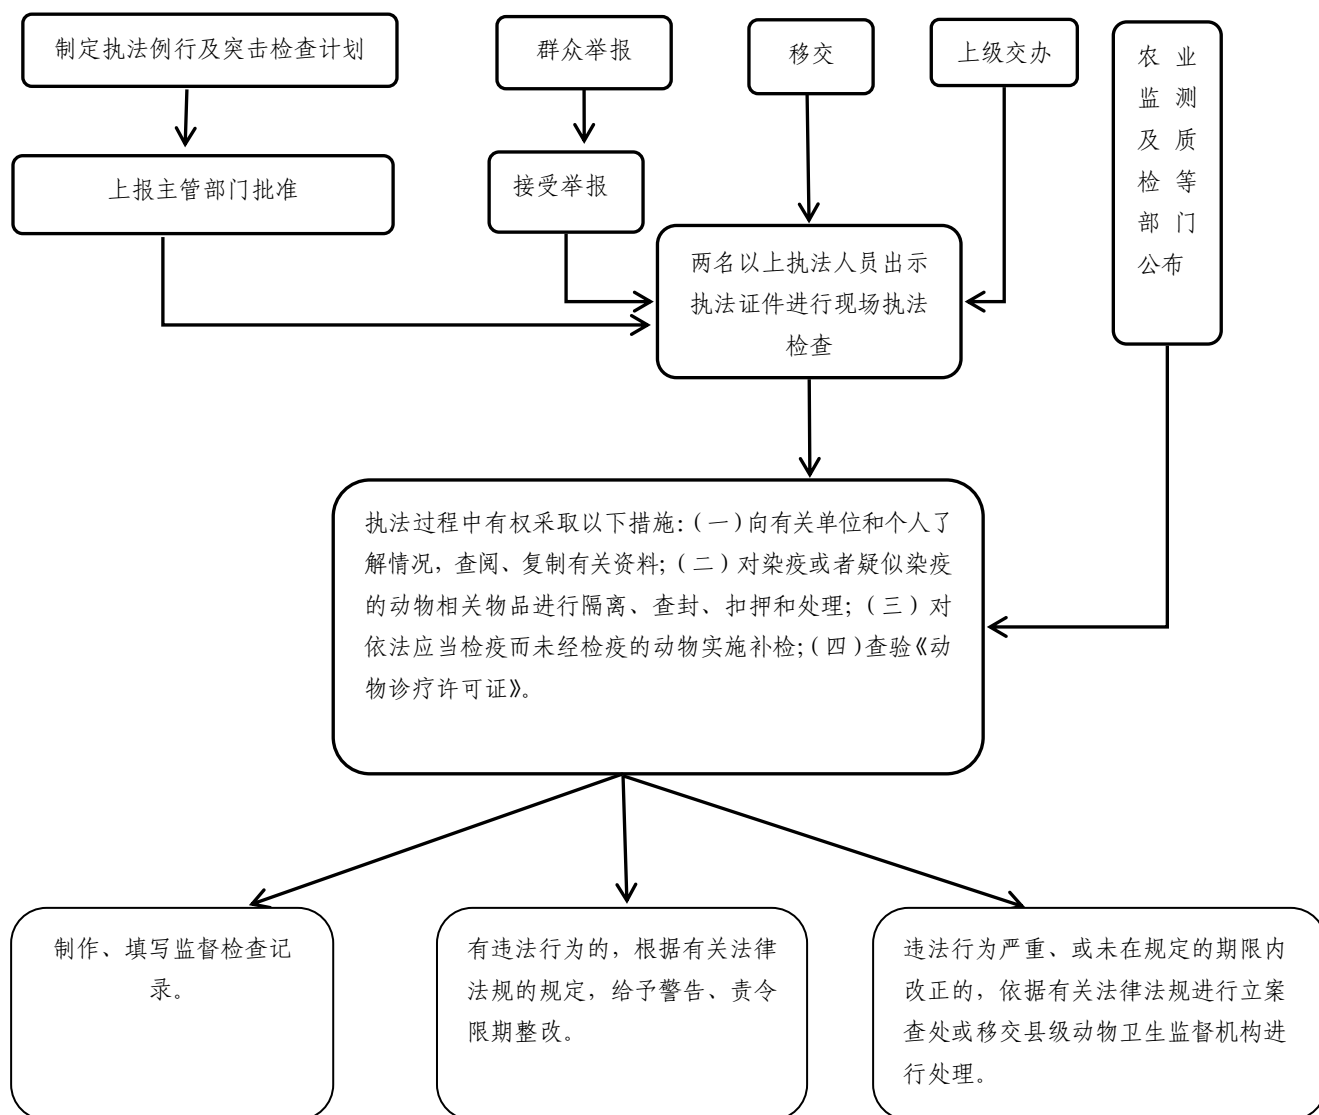 制定执法例行及突击检查计划
群众举报
移交
上级交办
农业
监测
及质
检等
部门
公布
上报主管部门批准
接受举报
两名以上执法人员出示
执法证件进行现场执法
检查
执法过程中有权采取以下措施:(一)向有关单位和个人了
解情况，查阅、复制有关资料;(二)对染疫或者疑似染疫
的动物相关物品进行隔离、查封、扣押和处理;(三)对
依法应当检疫而未经检疫的动物实施补检;(四)查验《动
物诊疗许可证》。
制作、填写监督检查记
录。
有违法行为的，根据有关法律
法规的规定，给予警告、责令
限期整改。
违法行为严重、或未在规定的期限内
改正的，依据有关法律法规进行立案
查处或移交县级动物卫生监督机构进
行处理。